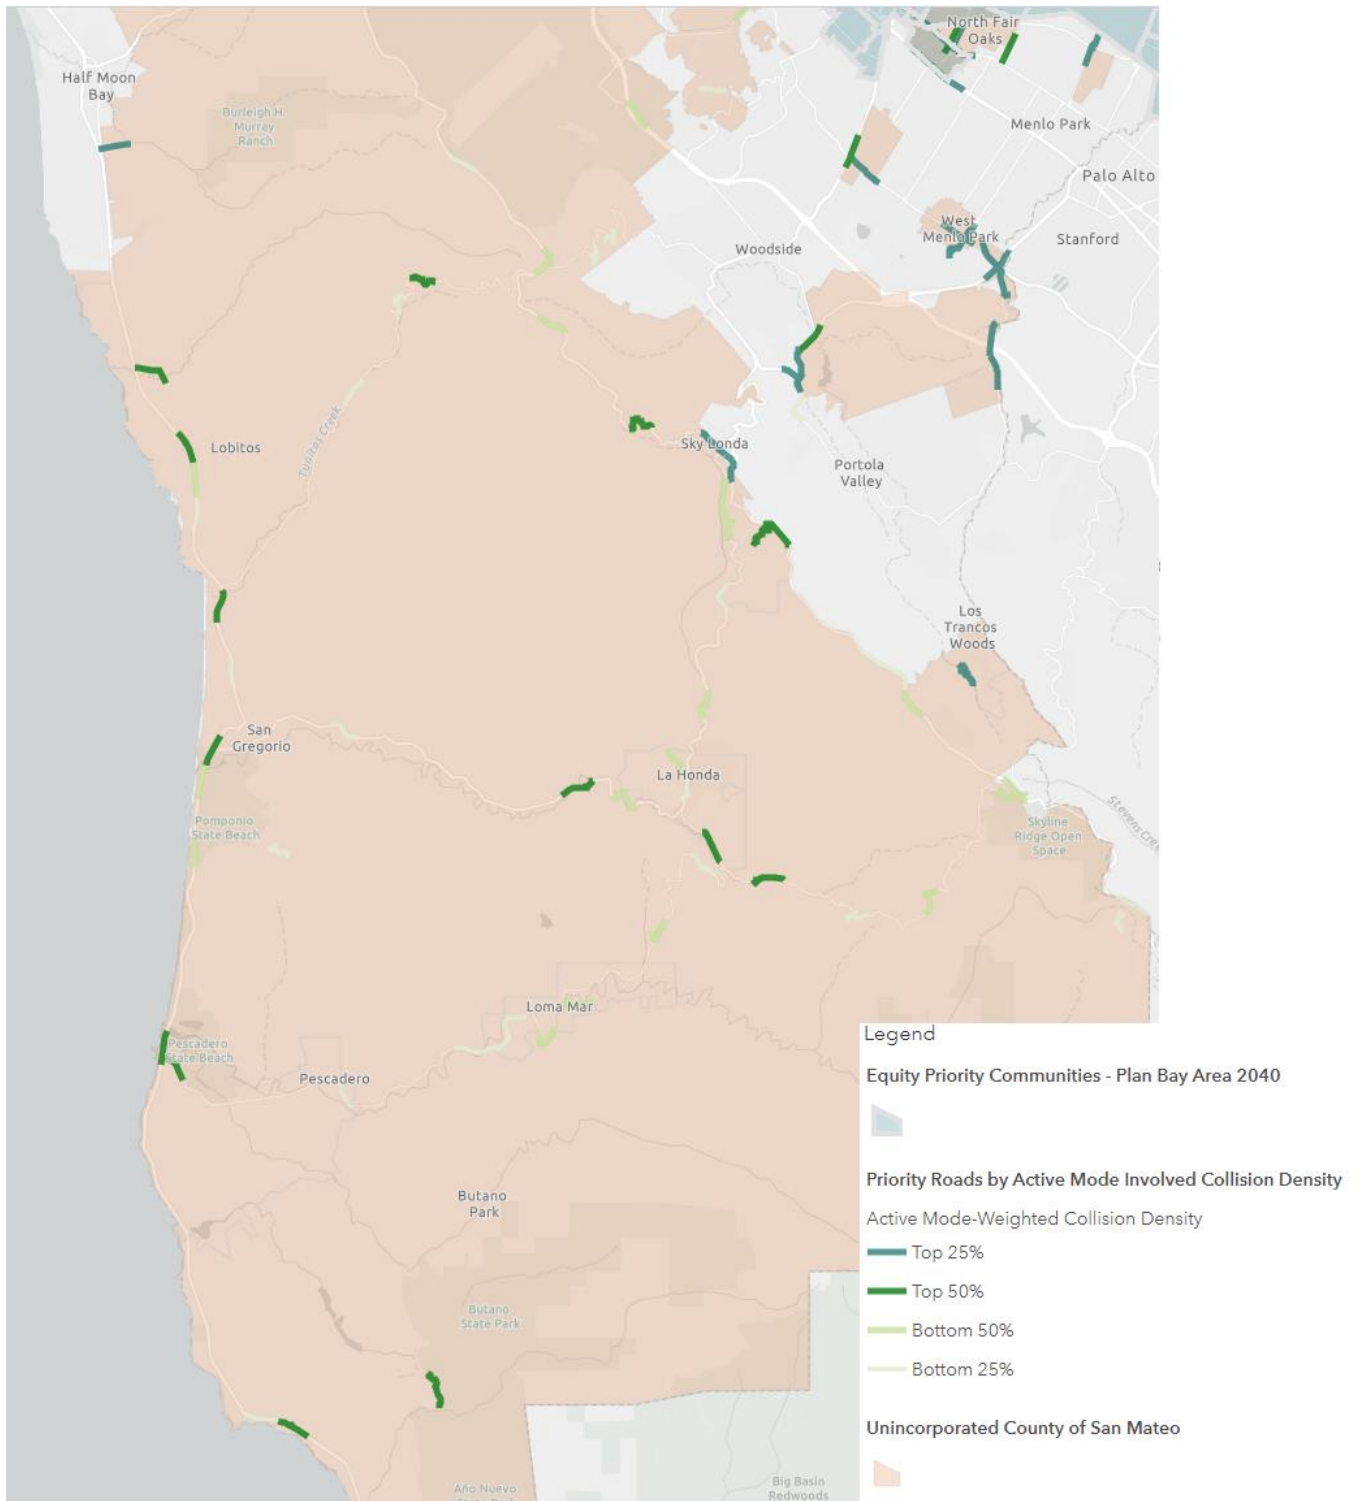 North Fair
Oaks
Half Moon
Bay
Burleigh H.
Murray
Ranch
Menlo Park
Palo Alto
West
Menlo Park
Stanford
Woodside
Lobitos
Tunitas Creek
Sky Londa
Portola
Valley
Los
Trancos
Woods
San
Gregorio
La Honda
Pomponio
State Beach
Skyline
Ridge Open
Space
Loma Mar
Pescadero
State Beach
Pescadero
Butano
Park
Butano
State Park
Año Nuevo
Big Basin
Redwoods
Legend
Equity Priority Communities - Plan Bay Area 2040
Priority Roads by Active Mode Involved Collision Density
Active Mode-Weighted Collision Density
Top 25%
Top 50%
Bottom 50%
Bottom 25%
Unincorporated County of San Mateo